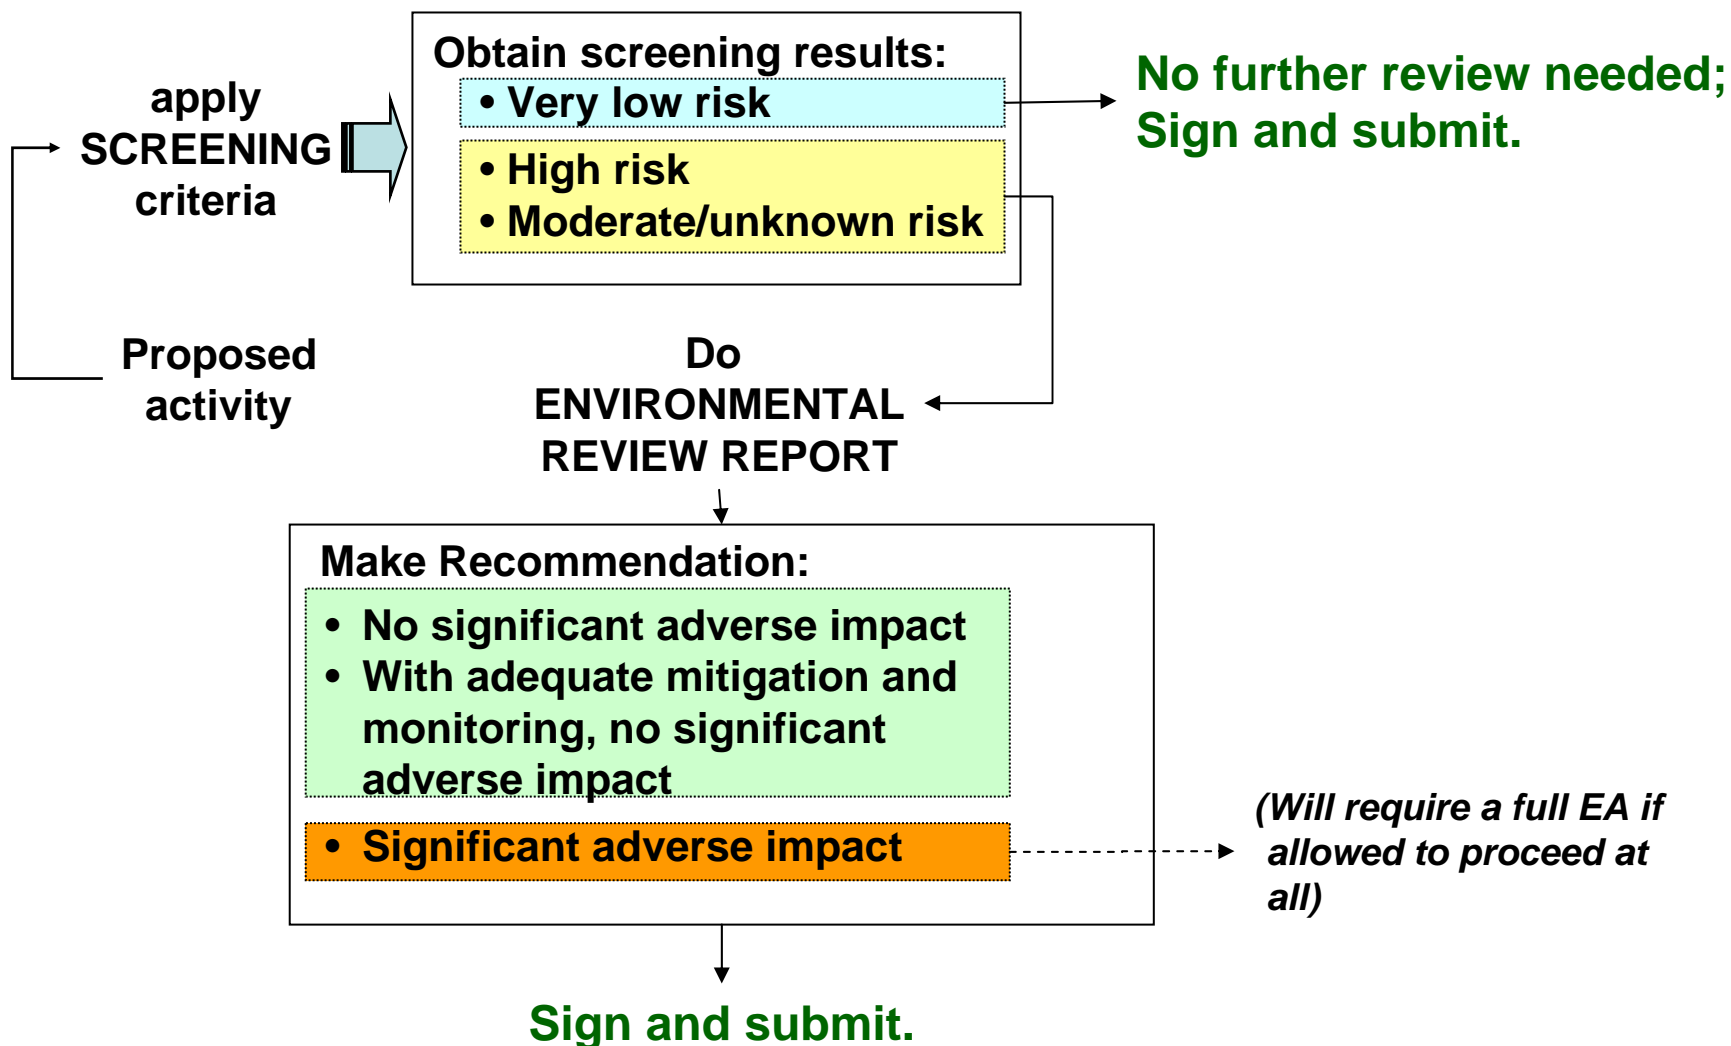 apply
SCREENING
criteria
Proposed
activity
Obtain screening results:
• Very low risk
• High risk
• Moderate/unknown risk
No further review needed;
Sign and submit.
Do
ENVIRONMENTAL
REVIEW REPORT
Make Recommendation:
• No significant adverse impact
• With adequate mitigation and
monitoring, no significant
adverse impact
• Significant adverse impact
(Will require a full EA if
allowed to proceed at
all)
Sign and submit.